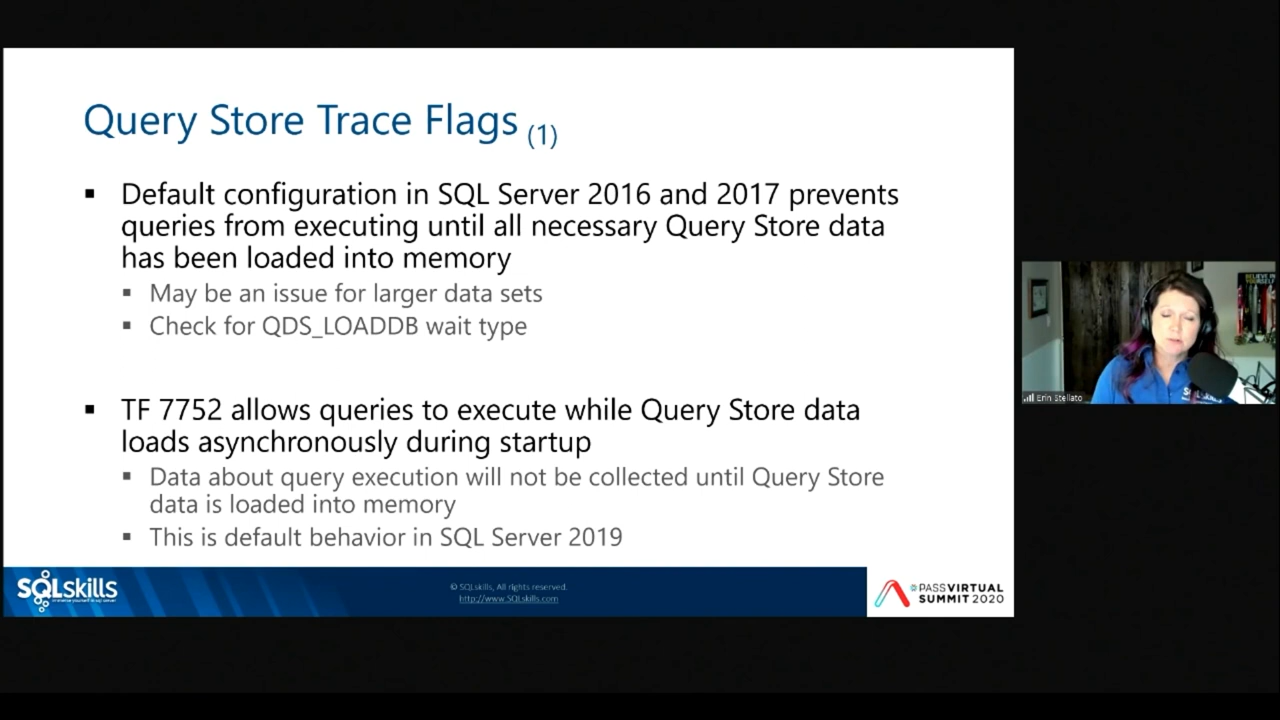 Query Store Trace Flags (1)
▪ Default configuration in SQL Server 2016 and 2017 prevents
queries from executing until all necessary Query Store data
has been loaded into memory
▪ May be an issue for larger data sets
▪ Check for QDS_LOADDB wait type
▪ TF 7752 allows queries to execute while Query Store data
loads asynchronously during startup
▪ Data about query execution will not be collected until Query Store
data is loaded into memory
▪ This is default behavior in SQL Server 2019
SQLskills
© SQLskills, All rights reserved.
http://www.SQLskills.com
PASS VIRTUAL
SUMMIT 2020
BELIEVE IN
YOURSELF
Erin Stellato